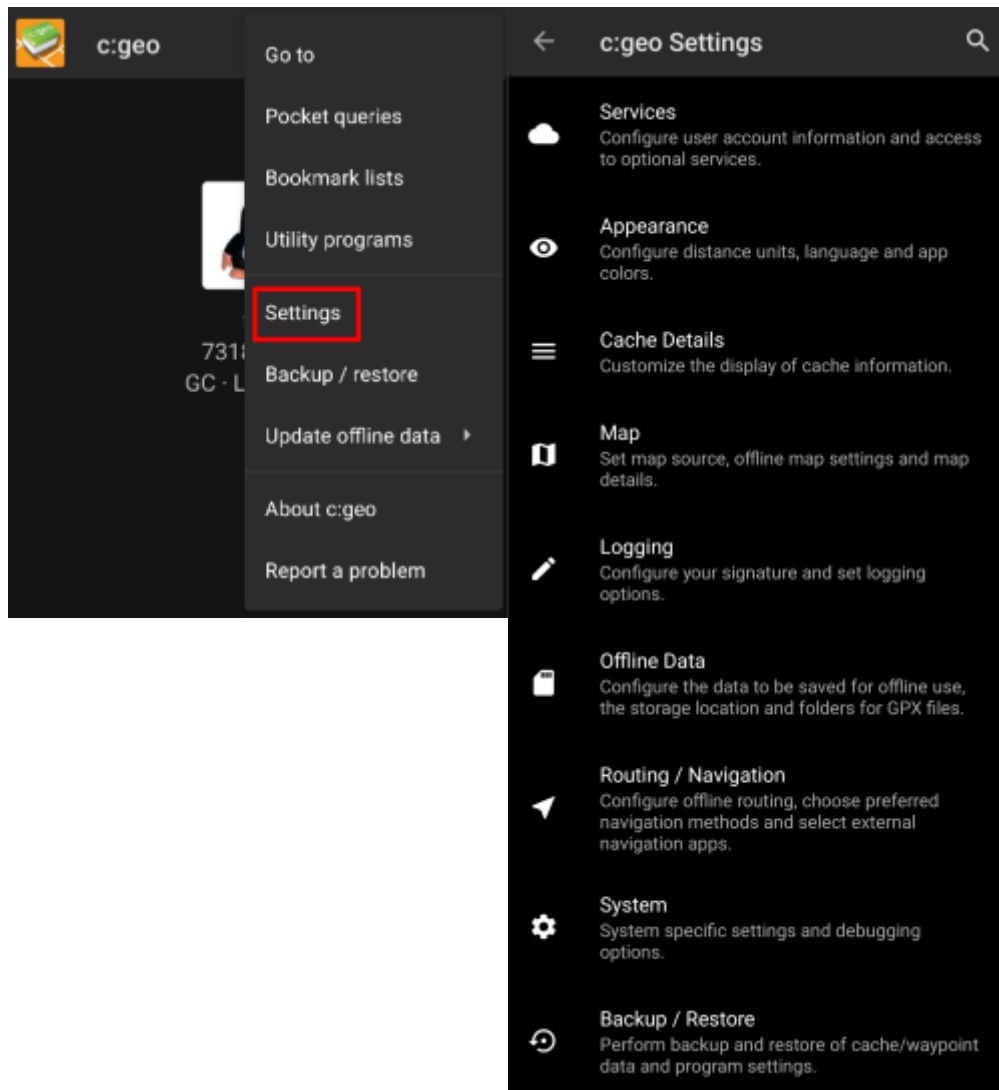 c:geo
7318
GC · L
Go to
Pocket queries
Bookmark lists
Utility programs
Settings
Backup / restore
Update offline data
About c:geo
Report a problem
c:geo Settings
Services
Configure user account information and access
to optional services.
Appearance
Configure distance units, language and app
colors.
Cache Details
Customize the display of cache information.
Map
Set map source, offline map settings and map
details.
Logging
Configure your signature and set logging
options.
Offline Data
Configure the data to be saved for offline use,
the storage location and folders for GPX files.
Routing / Navigation
Configure offline routing, choose preferred
navigation methods and select external
navigation apps.
System
System specific settings and debugging
options.
Backup / Restore
Perform backup and restore of cache/waypoint
data and program settings.